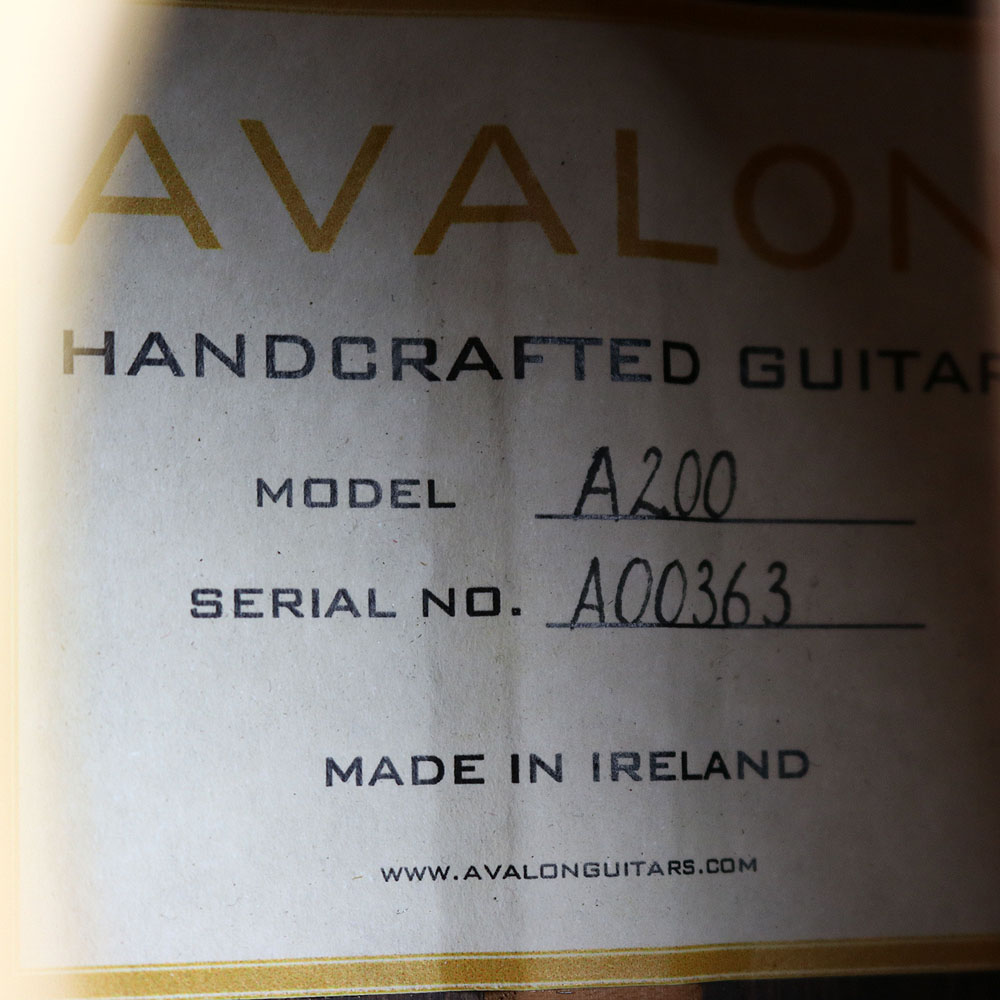 AVALON
HANDCRAFTED GUITAR
MODEL A200
SERIAL NO. A00363
MADE IN IRELAND
WWW.AVALONGUITARS.COM